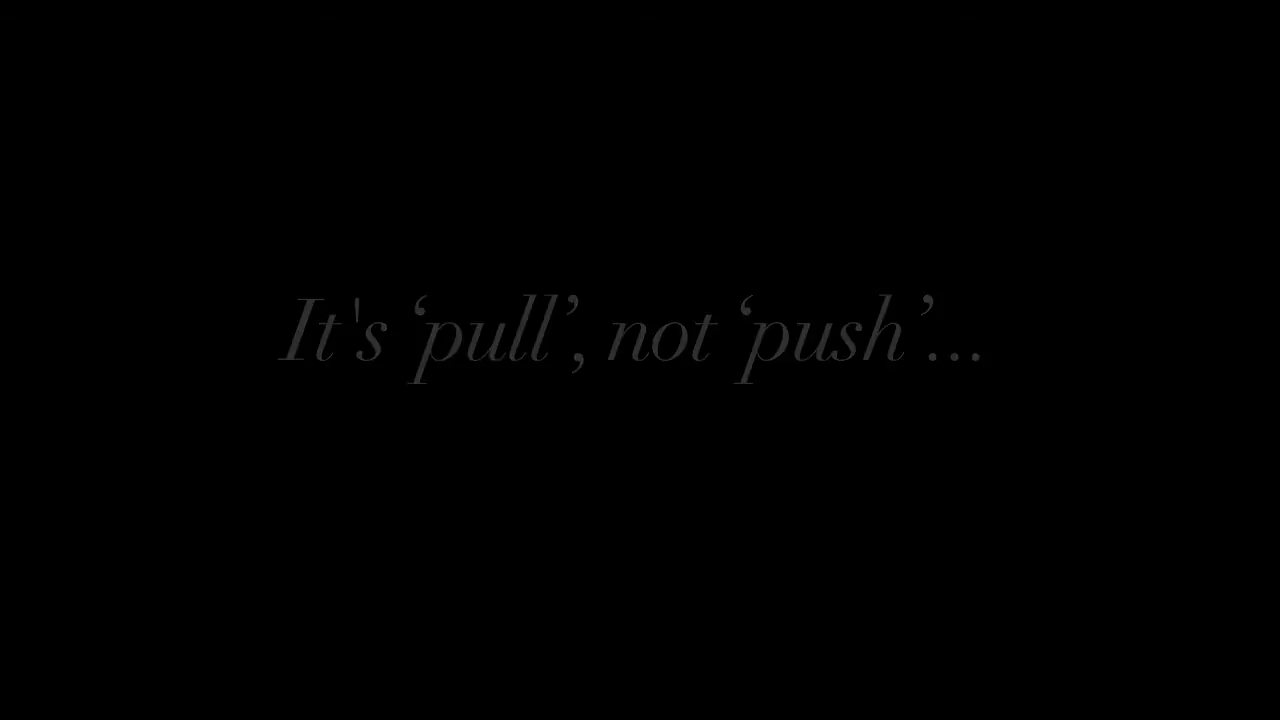 It's ‘pull’, not ‘push’...